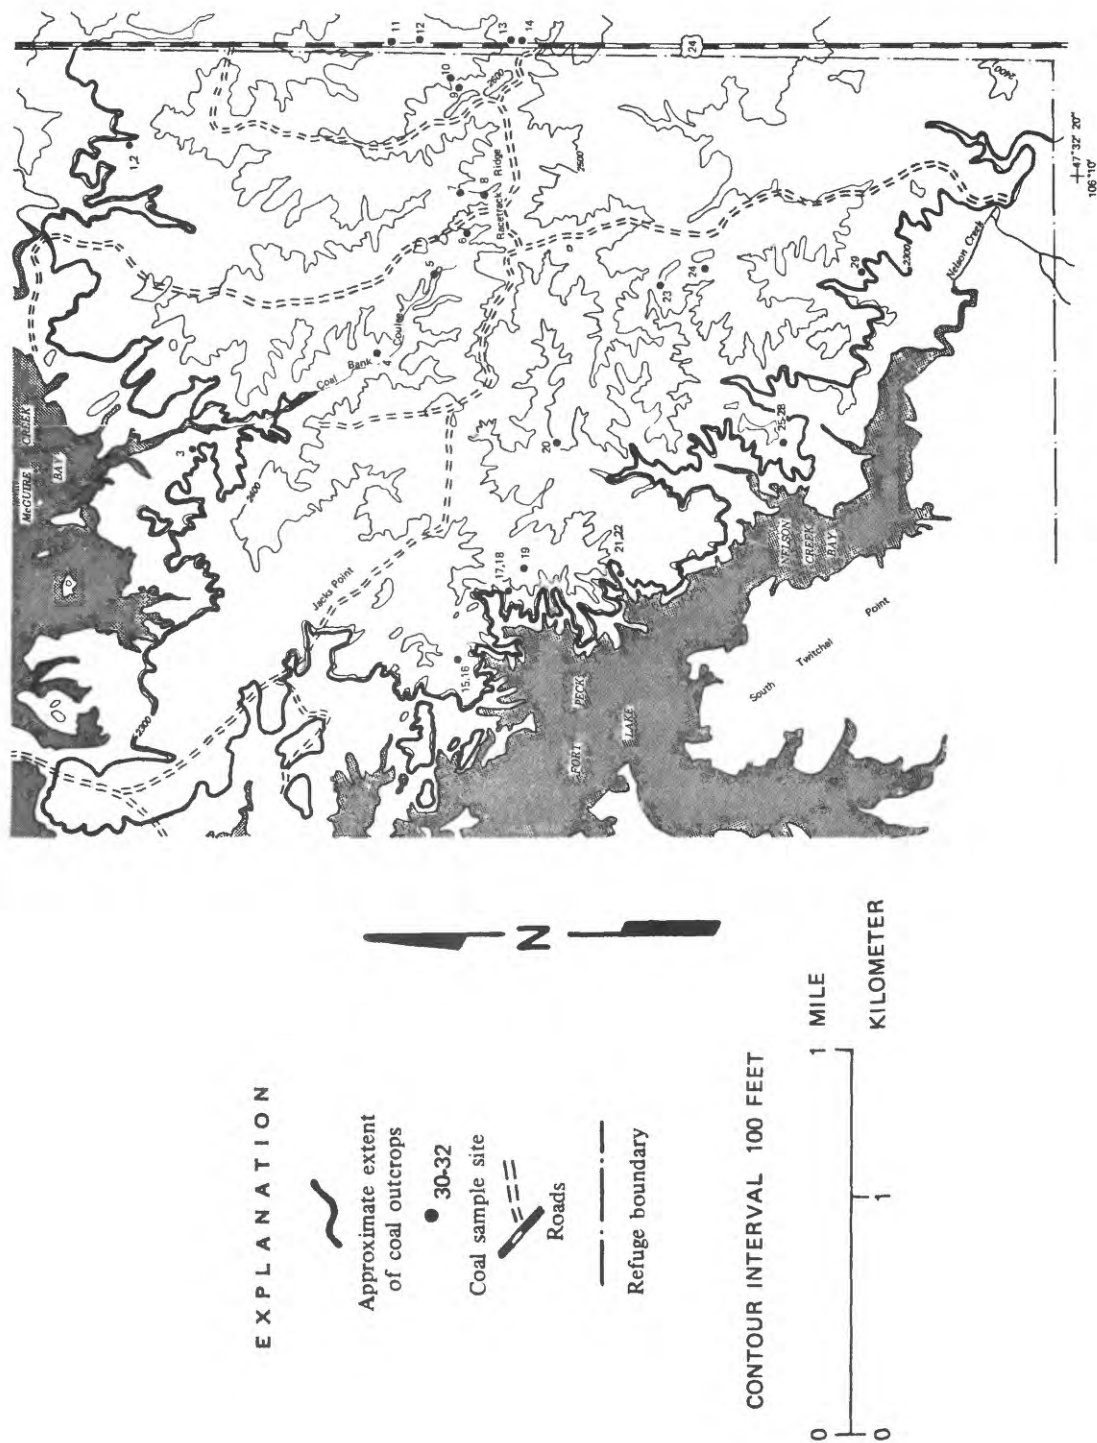 11
12
13
14
24
10
9
2600
2400
1,2
7
8
Racetrack Ridge
2500
6
5
47° 32' 20"
106° 10'
Coal Bank Coulee
4
23
24
29
2300
Nelson Creek
McGUIRE CREEK
BAY
3
2400
20
25-28
NELSON
CREEK
BAY
Jacks Point
17,18
19
21,22
15,16
2300
FORT PECK
LAKE
South Twitchel Point
N
EXPLANATION
Approximate extent
of coal outcrops
30-32
Coal sample site
Roads
Refuge boundary
CONTOUR INTERVAL 100 FEET
0 1 MILE
0 1 KILOMETER